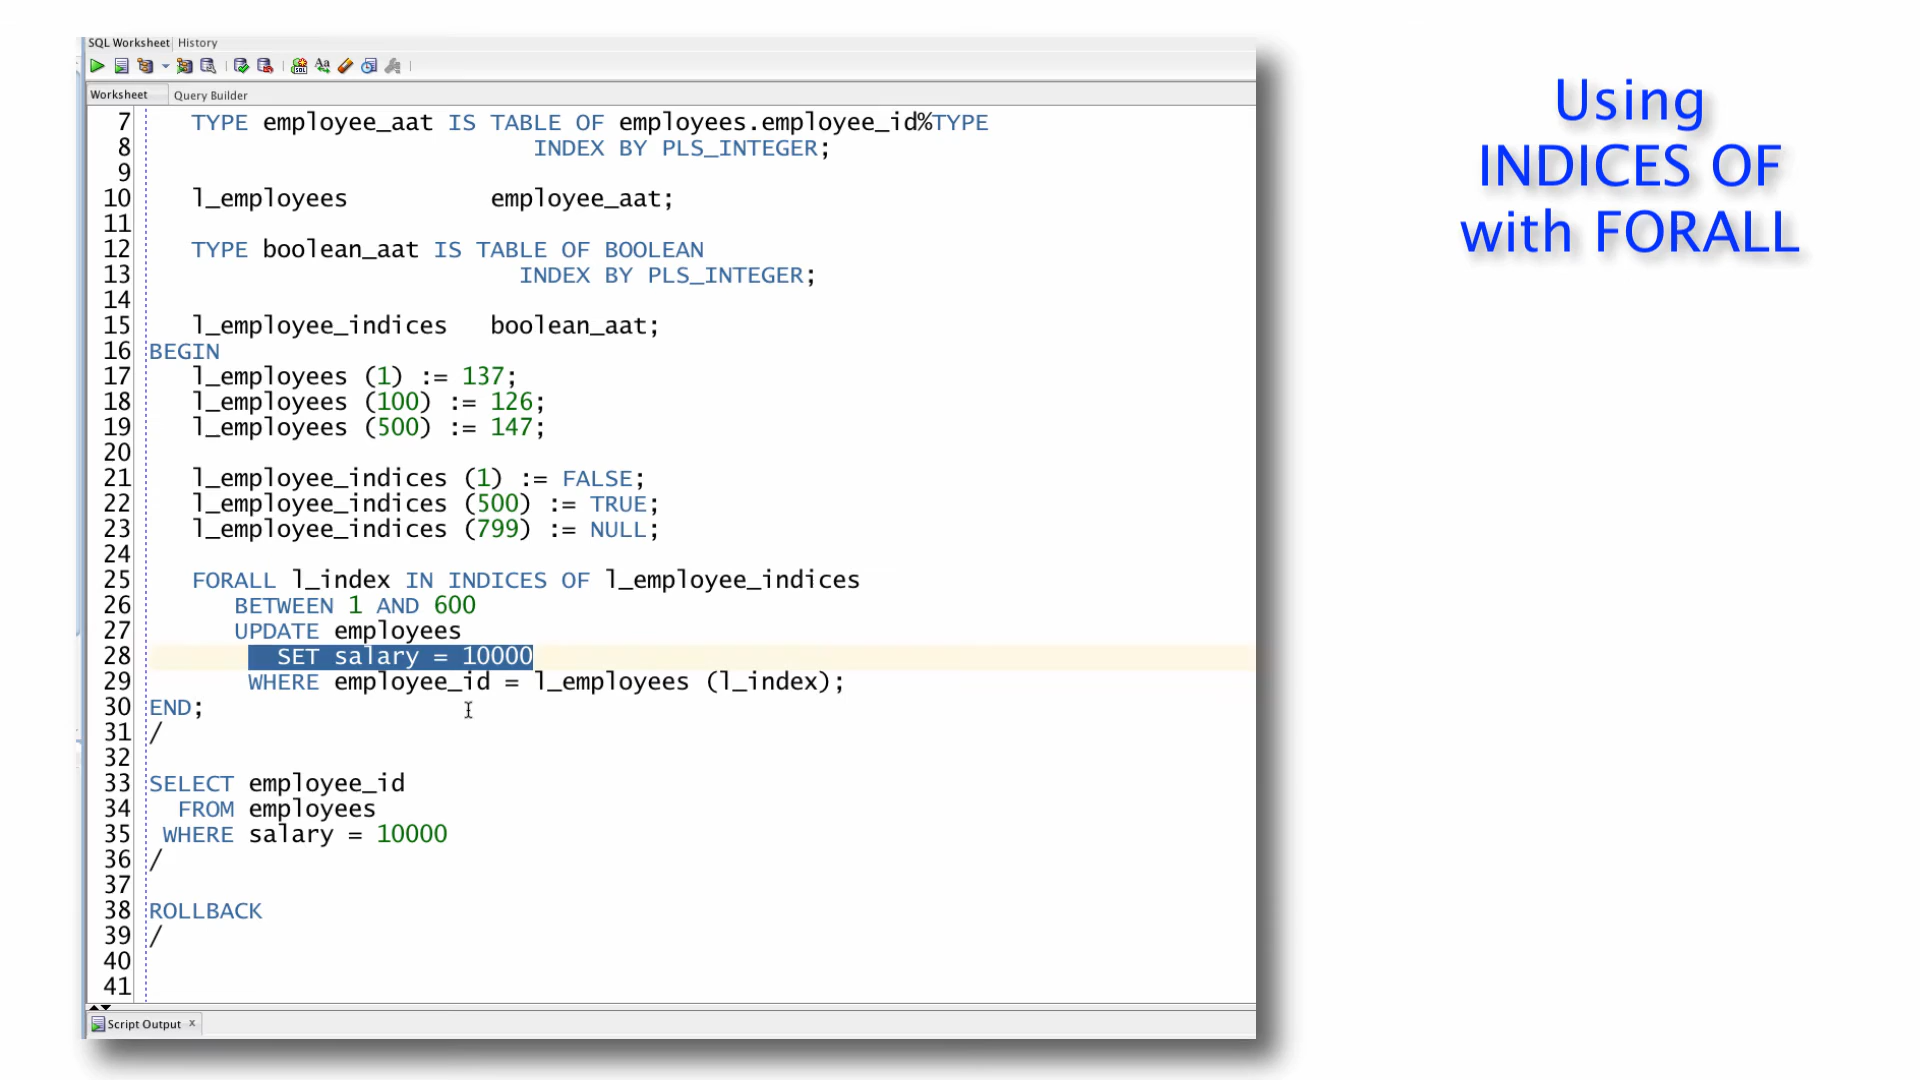 SQL Worksheet History
Worksheet Query Builder
7 TYPE employee_aat IS TABLE OF employees.employee_id%TYPE
8 INDEX BY PLS_INTEGER;
9
10 l_employees employee_aat;
11
12 TYPE boolean_aat IS TABLE OF BOOLEAN
13 INDEX BY PLS_INTEGER;
14
15 l_employee_indices boolean_aat;
16 BEGIN
17 l_employees (1) := 137;
18 l_employees (100) := 126;
19 l_employees (500) := 147;
20
21 l_employee_indices (1) := FALSE;
22 l_employee_indices (500) := TRUE;
23 l_employee_indices (799) := NULL;
24
25 FORALL l_index IN INDICES OF l_employee_indices
26 BETWEEN 1 AND 600
27 UPDATE employees
28 SET salary = 10000
29 WHERE employee_id = l_employees (l_index);
30 END;
31 /
32
33 SELECT employee_id
34 FROM employees
35 WHERE salary = 10000
36 /
37
38 ROLLBACK
39 /
40
41
Script Output x
Using
INDICES OF
with FORALL